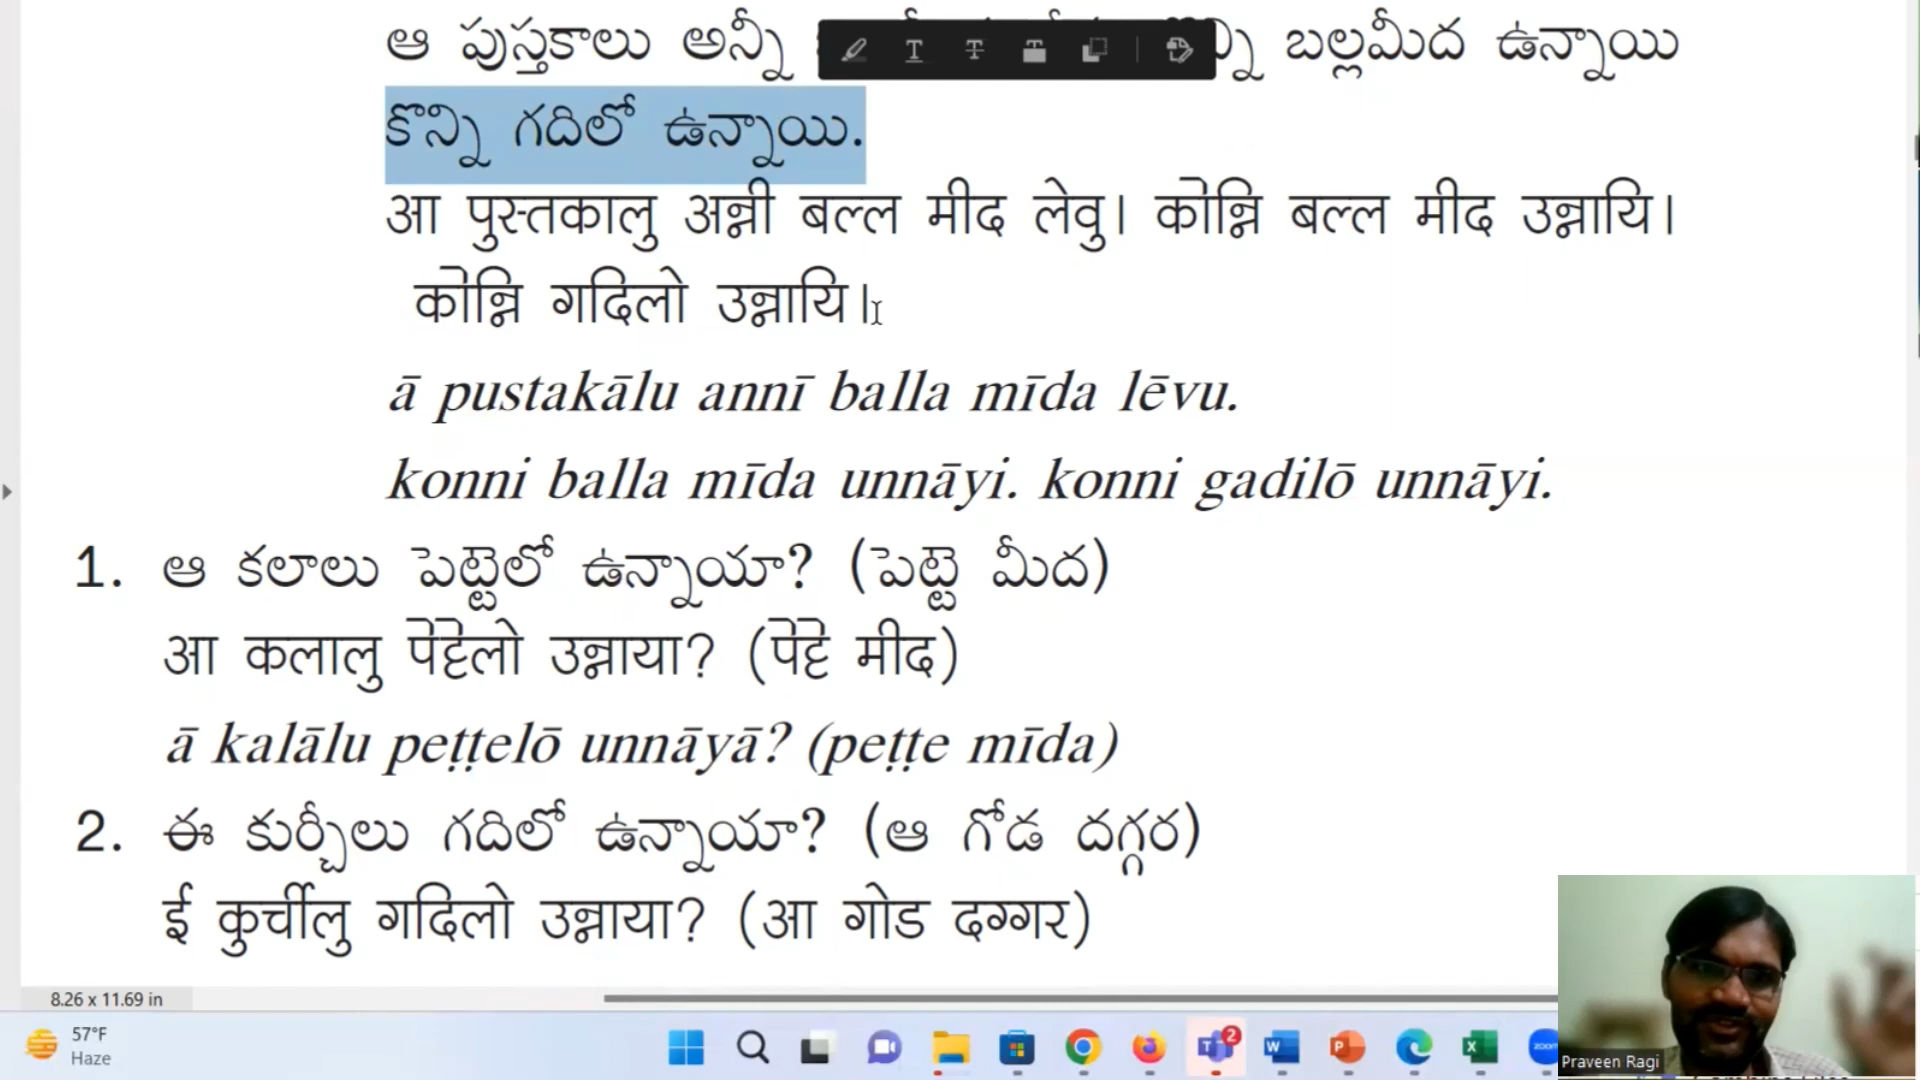 ఆ పుస్తకాలు అన్నీ బల్లమీద ఉన్నాయి
కొన్ని గదిలో ఉన్నాయి.
आ पुस्तकालु अन्नी बल्ल मीद लेवु। कॊन्नि बल्ल मीद उन्नायि।
कॊन्नि गदिलो उन्नायि।
ā pustakālu annī balla mīda lēvu.
konni balla mīda unnāyi. konni gadilō unnāyi.
1. ఆ కలాలు పెట్టెలో ఉన్నాయా? (పెట్టె మీద)
आ कलालु पॆट्टॆलो उन्नाया? (पॆट्टॆ मीद)
ā kalālu peṭṭelō unnāyā? (peṭṭe mīda)
2. ఈ కుర్చీలు గదిలో ఉన్నాయా? (ఆ గోడ దగ్గర)
ई कुर्चीलु गदिलो उन्नाया? (आ गोड दग्गर)
8.26 x 11.69 in
57°F
Haze
2
zoom
Praveen Ragi